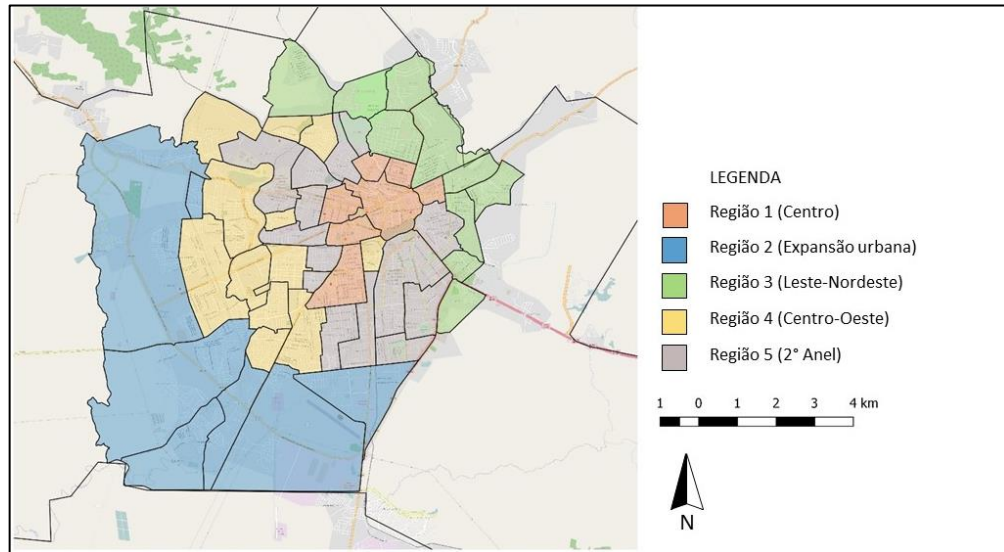 LEGENDA
Região 1 (Centro)
Região 2 (Expansão urbana)
Região 3 (Leste-Nordeste)
Região 4 (Centro-Oeste)
Região 5 (2° Anel)
1 0 1 2 3 4 km
N